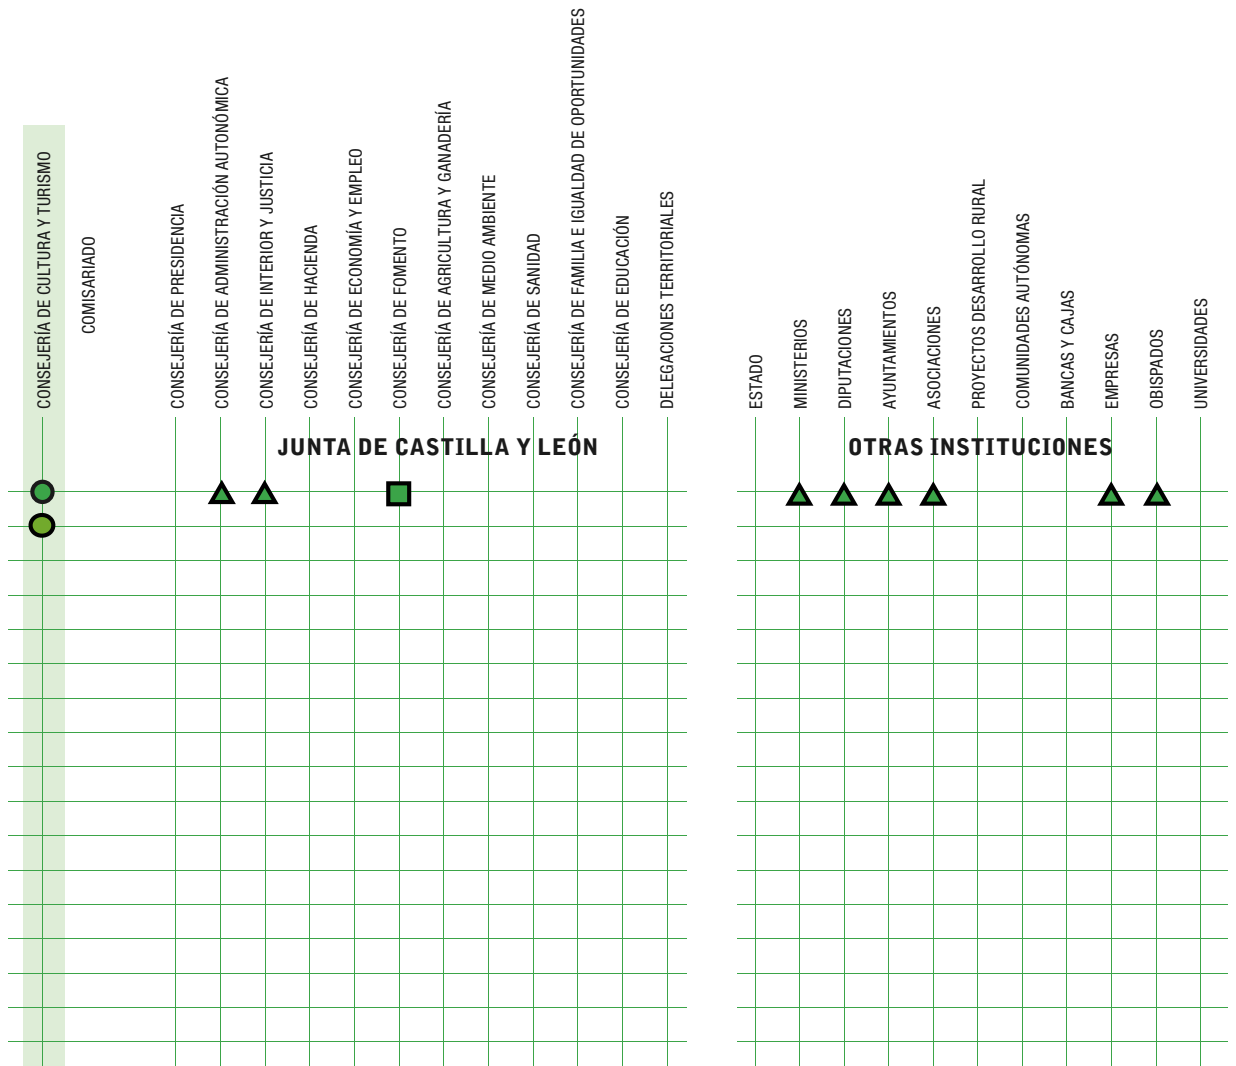 CONSEJERÍA DE CULTURA Y TURISMO
COMISARIADO
CONSEJERÍA DE PRESIDENCIA
CONSEJERÍA DE ADMINISTRACIÓN AUTONÓMICA
CONSEJERÍA DE INTERIOR Y JUSTICIA
CONSEJERÍA DE HACIENDA
CONSEJERÍA DE ECONOMÍA Y EMPLEO
CONSEJERÍA DE FOMENTO
CONSEJERÍA DE AGRICULTURA Y GANADERÍA
CONSEJERÍA DE MEDIO AMBIENTE
CONSEJERÍA DE SANIDAD
CONSEJERÍA DE FAMILIA E IGUALDAD DE OPORTUNIDADES
CONSEJERÍA DE EDUCACIÓN
DELEGACIONES TERRITORIALES
ESTADO
MINISTERIOS
DIPUTACIONES
AYUNTAMIENTOS
ASOCIACIONES
PROYECTOS DESARROLLO RURAL
COMUNIDADES AUTÓNOMAS
BANCAS Y CAJAS
EMPRESAS
OBISPADOS
UNIVERSIDADES
JUNTA DE CASTILLA Y LEÓN
OTRAS INSTITUCIONES